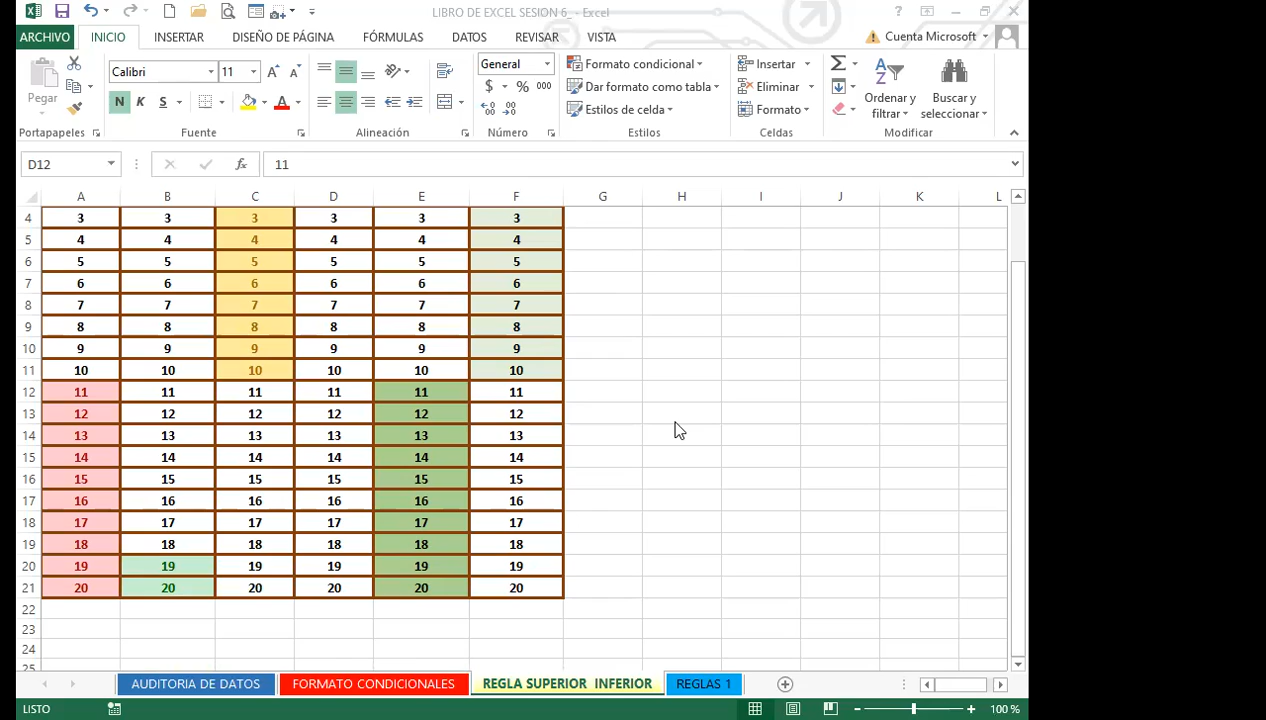 LIBRO DE EXCEL SESION 6_ - Excel
ARCHIVO INICIO INSERTAR DISEÑO DE PÁGINA FÓRMULAS DATOS REVISAR VISTA Cuenta Microsoft
Pegar
Calibri 11
N K S
General
$ % 000
Formato condicional
Dar formato como tabla
Estilos de celda
Insertar
Eliminar
Formato
Ordenar y filtrar
Buscar y seleccionar
Portapapeles Fuente Alineación Número Estilos Celdas Modificar
D12 fx 11
A B C D E F G H I J K L
4 3 3 3 3 3 3
5 4 4 4 4 4 4
6 5 5 5 5 5 5
7 6 6 6 6 6 6
8 7 7 7 7 7 7
9 8 8 8 8 8 8
10 9 9 9 9 9 9
11 10 10 10 10 10 10
12 11 11 11 11 11 11
13 12 12 12 12 12 12
14 13 13 13 13 13 13
15 14 14 14 14 14 14
16 15 15 15 15 15 15
17 16 16 16 16 16 16
18 17 17 17 17 17 17
19 18 18 18 18 18 18
20 19 19 19 19 19 19
21 20 20 20 20 20 20
22
23
24
25
AUDITORIA DE DATOS FORMATO CONDICIONALES REGLA SUPERIOR INFERIOR REGLAS 1
LISTO 100 %